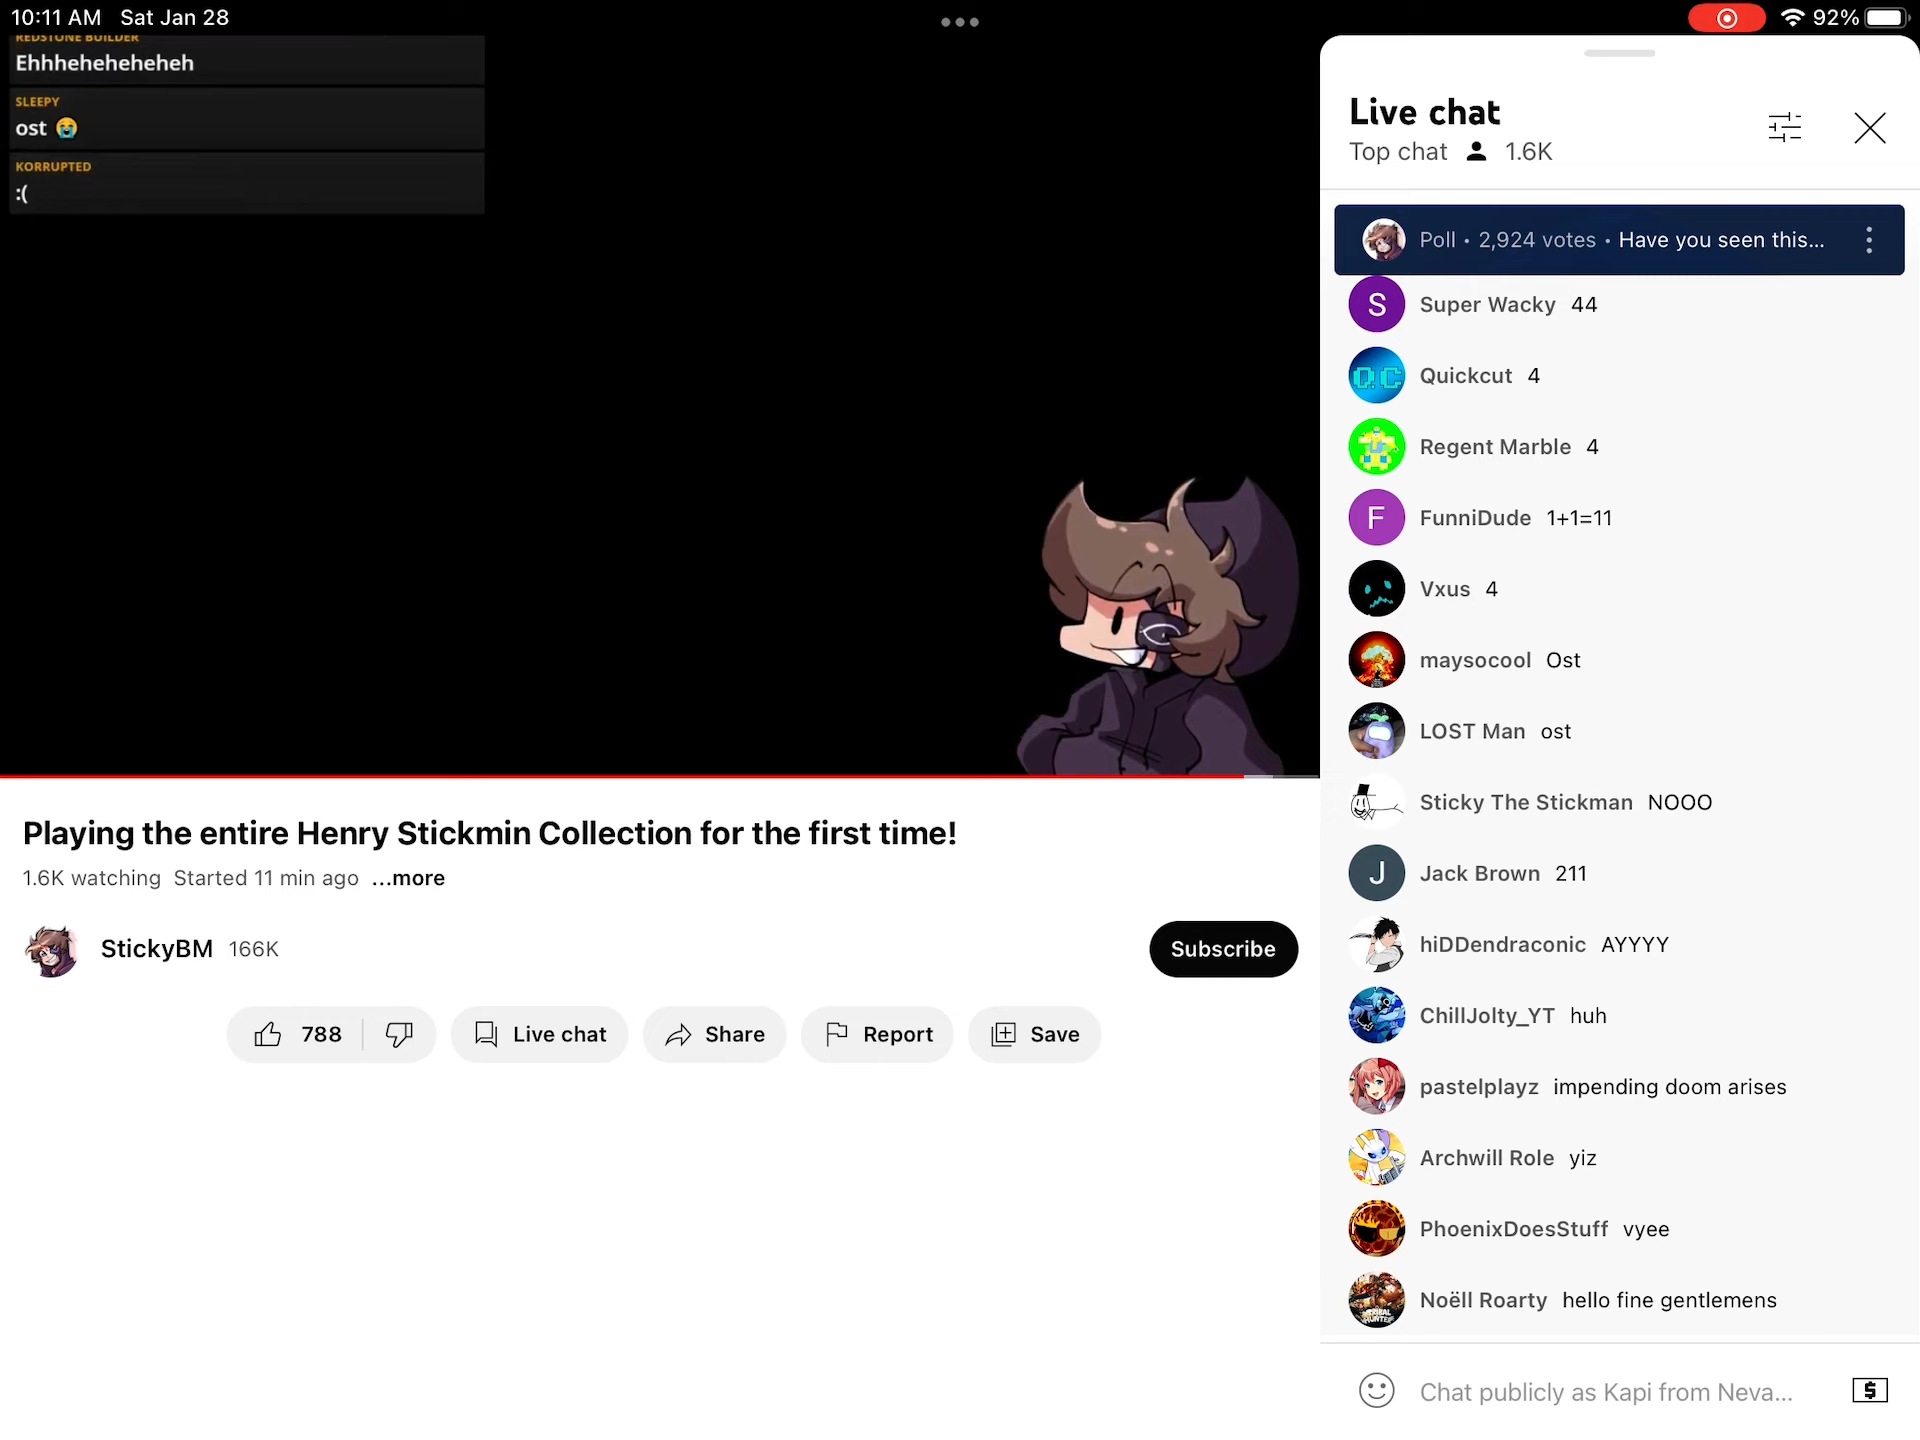 10:11 AM Sat Jan 28
92%
REDSTONE BUILDER
Ehhheheheheheh
SLEEPY
ost 😭
KORRUPTED
:(
Playing the entire Henry Stickmin Collection for the first time!
1.6K watching Started 11 min ago ...more
StickyBM 166K
Subscribe
788
Live chat
Share
Report
Save
Live chat
Top chat 1.6K
Poll • 2,924 votes • Have you seen this...
S Super Wacky 44
QC Quickcut 4
Regent Marble 4
F FunniDude 1+1=11
Vxus 4
maysocool Ost
LOST Man ost
Sticky The Stickman NOOO
J Jack Brown 211
hiDDendraconic AYYYY
ChillJolty_YT huh
pastelplayz impending doom arises
Archwill Role yiz
PhoenixDoesStuff vyee
Noëll Roarty hello fine gentlemens
Chat publicly as Kapi from Neva...
$